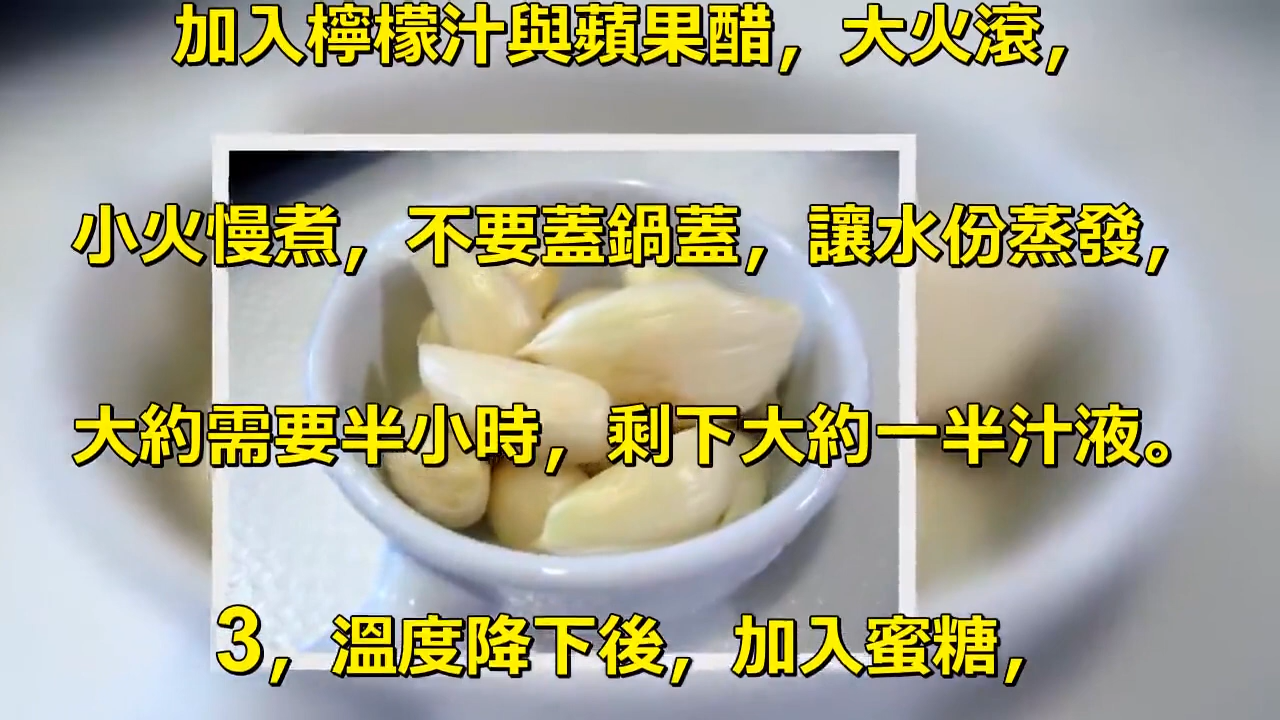 加入檸檬汁與蘋果醋，大火滾，
小火慢煮，不要蓋鍋蓋，讓水份蒸發，
大約需要半小時，剩下大約一半汁液。
3，溫度降下後，加入蜜糖，